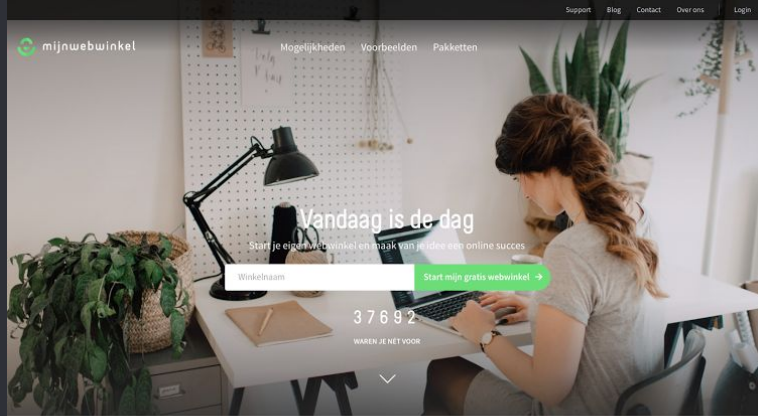 Support Blog Contact Over ons Login
mijnwebwinkel Mogelijkheden Voorbeelden Pakketten
Vandaag is de dag
Start je eigen webwinkel en maak van je idee een online succes
Winkelnaam Start mijn gratis webwinkel →
37692
WAREN JE NÉT VOOR